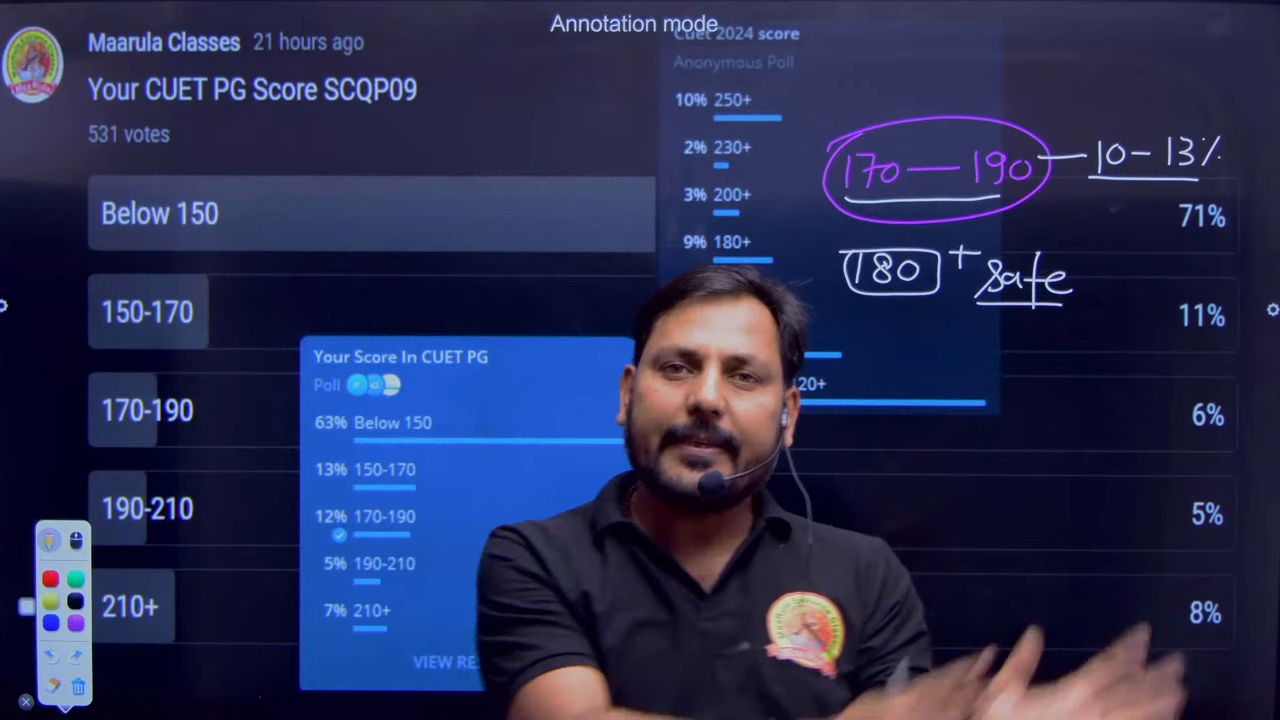 Annotation mode
Maarula Classes 21 hours ago
Your CUET PG Score SCQP09
531 votes
Below 150
71%
150-170
11%
170-190
6%
190-210
5%
210+
8%
Cuet 2024 score
Anonymous Poll
10% 250+
2% 230+
3% 200+
9% 180+
20+
170 — 190 — 10 - 13%
180 + safe
Your Score In CUET PG
Poll
63% Below 150
13% 150-170
12% 170-190
5% 190-210
7% 210+
VIEW RE